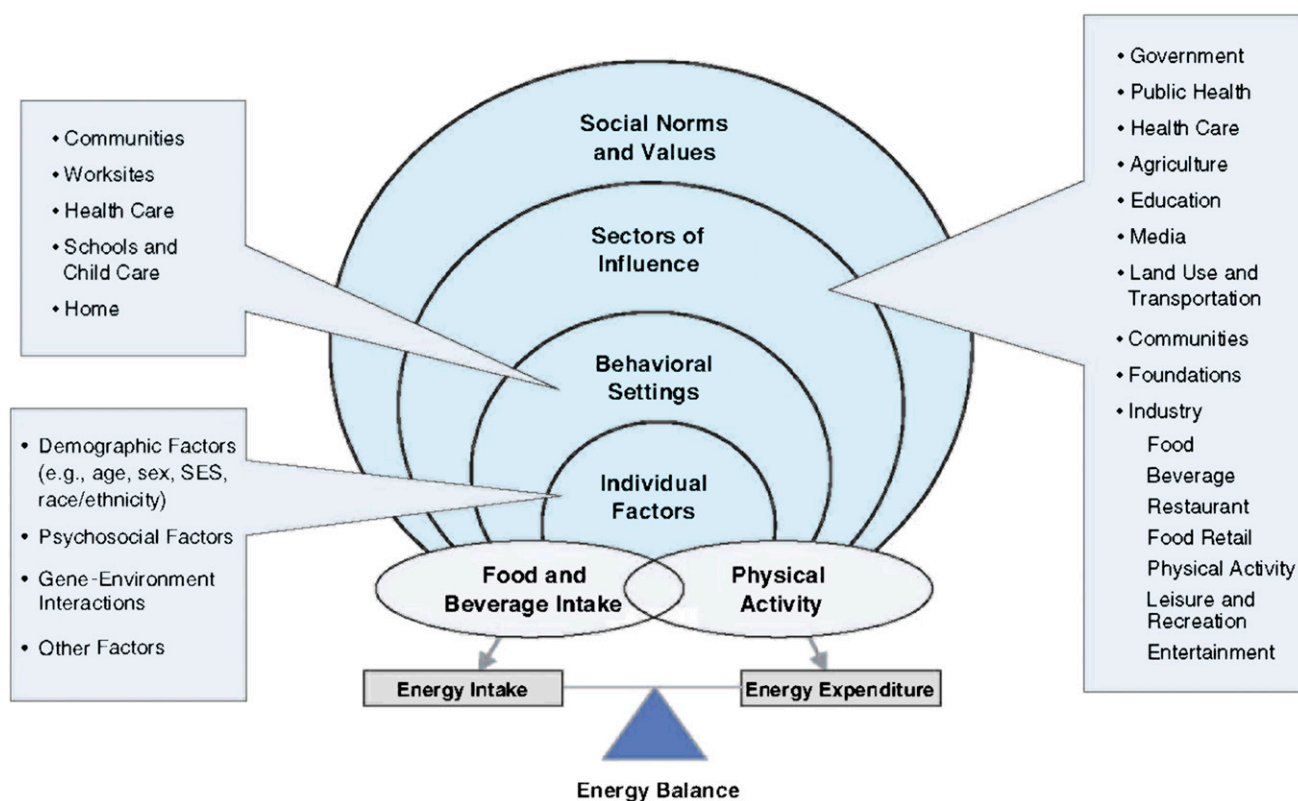 • Communities
• Worksites
• Health Care
• Schools and
Child Care
• Home
• Demographic Factors
(e.g., age, sex, SES,
race/ethnicity)
• Psychosocial Factors
• Gene-Environment
Interactions
• Other Factors
Social Norms
and Values
Sectors of
Influence
Behavioral
Settings
Individual
Factors
Food and
Beverage Intake
Physical
Activity
Energy Intake
Energy Expenditure
Energy Balance
• Government
• Public Health
• Health Care
• Agriculture
• Education
• Media
• Land Use and
Transportation
• Communities
• Foundations
• Industry
Food
Beverage
Restaurant
Food Retail
Physical Activity
Leisure and
Recreation
Entertainment